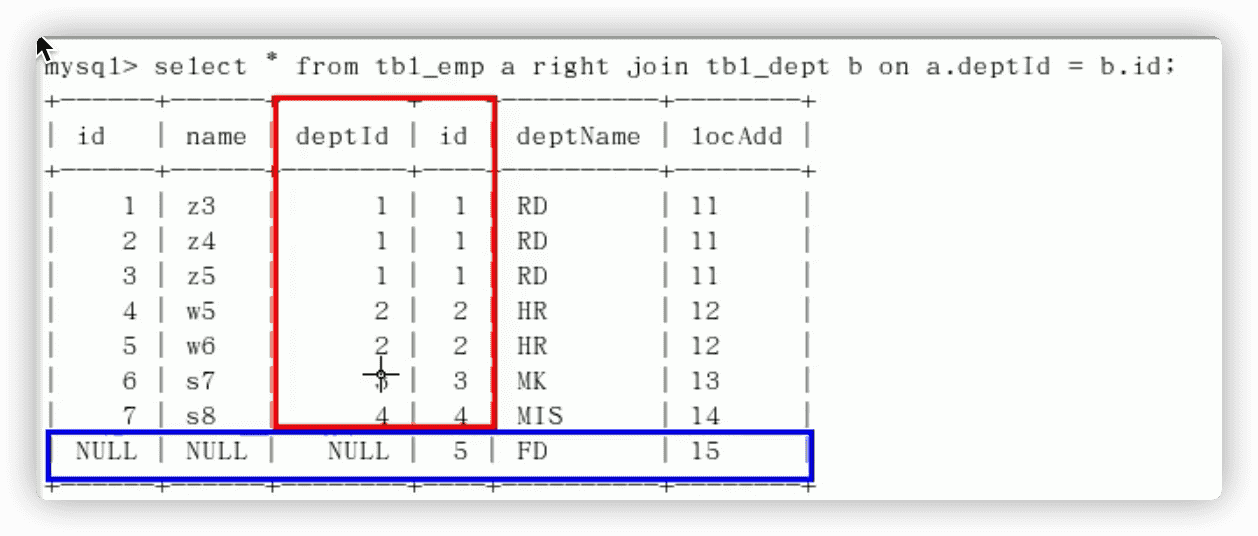 mysql> select * from tbl_emp a right join tbl_dept b on a.deptId = b.id;
| id | name | deptId | id | deptName | locAdd |
| 1 | z3 | 1 | 1 | RD | 11 |
| 2 | z4 | 1 | 1 | RD | 11 |
| 3 | z5 | 1 | 1 | RD | 11 |
| 4 | w5 | 2 | 2 | HR | 12 |
| 5 | w6 | 2 | 2 | HR | 12 |
| 6 | s7 | 3 | 3 | MK | 13 |
| 7 | s8 | 4 | 4 | MIS | 14 |
| NULL | NULL | NULL | 5 | FD | 15 |